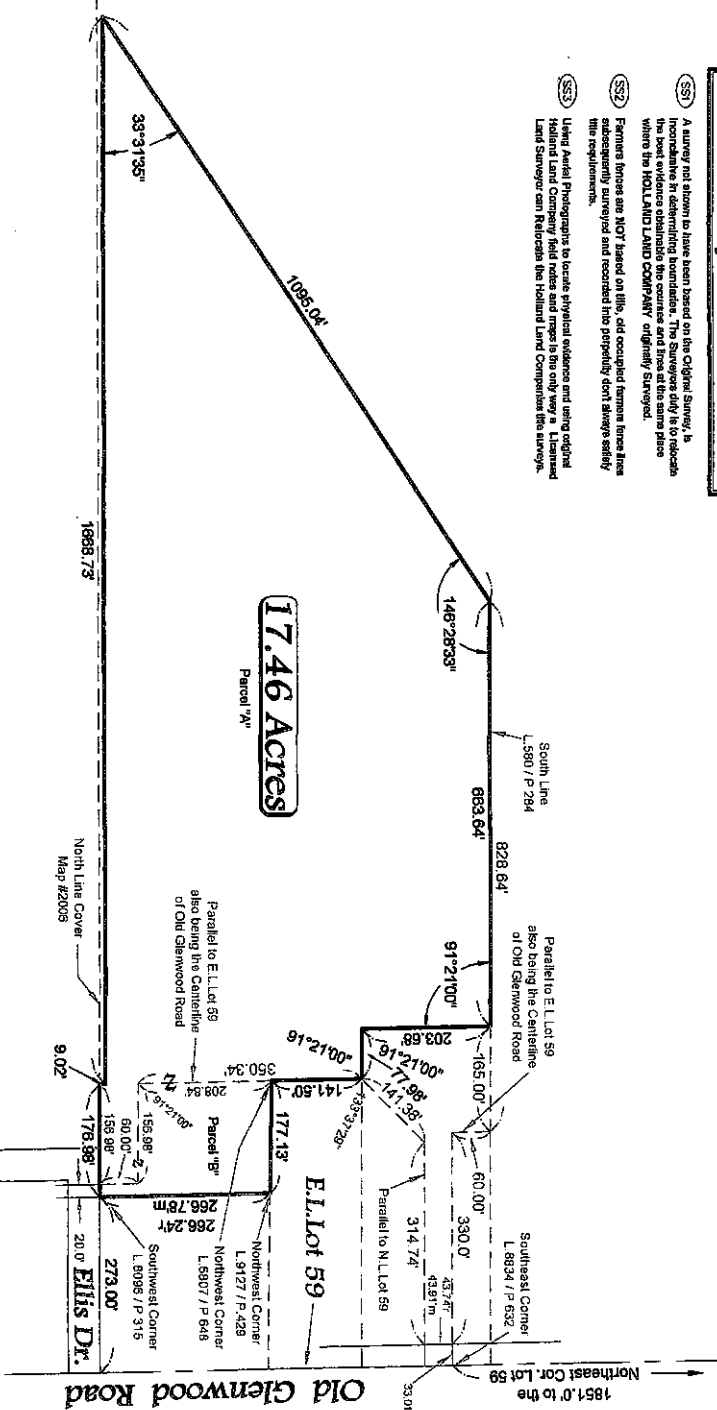 SS1 A survey not shown to have been based on the Original Survey, is
inconclusive in determining boundaries. The Surveyors duty is to relocate
the best evidence obtainable the courses and lines at the same place
where the HOLLAND LAND COMPANY originally Surveyed.
SS2 Farmers fences are NOT based on title, old occupied farmers fence lines
subsequently surveyed and recorded into perpetuity don't always satisfy
title requirements.
SS3 Using Aerial Photographs to locate physical evidence and using original
Holland Land Company field notes and maps is the only way a Licensed
Land Surveyor can Relocate the Holland Land Companies title surveys.
33°31'35"
1095.04'
146°28'33"
South Line
L.580 / P 284
663.64'
828.64'
91°21'00"
203.68'
165.00'
Parallel to E.L.Lot 59
also being the Centerline
of Old Glenwood Road
60.00'
330.0'
Southeast Corner
L.8834 / P 632
33.01
43.74'r
43.91'm
1851.0' to the
Northeast Cor. Lot 59
91°21'00"
91°21'00"
77.98'
141.38'
314.74'
Parallel to N.L.Lot 59
17.46 Acres
Parcel "A"
1668.73'
North Line Cover
Map #2006
Parallel to E.L.Lot 59
also being the Centerline
of Old Glenwood Road
350.34'
141.50'
208.84'
91°21'00"
177.13'
Parcel "B"
E.L.Lot 59
9.02'
156.98'
60.00'
156.98'
176.98'
266.78'm
266.24'r
Northwest Corner
L.9127 / P.429
Northwest Corner
L.5807 / P 648
Southwest Corner
L.8096 / P 315
273.00'
20.0'
Ellis Dr.
Old Glenwood Road